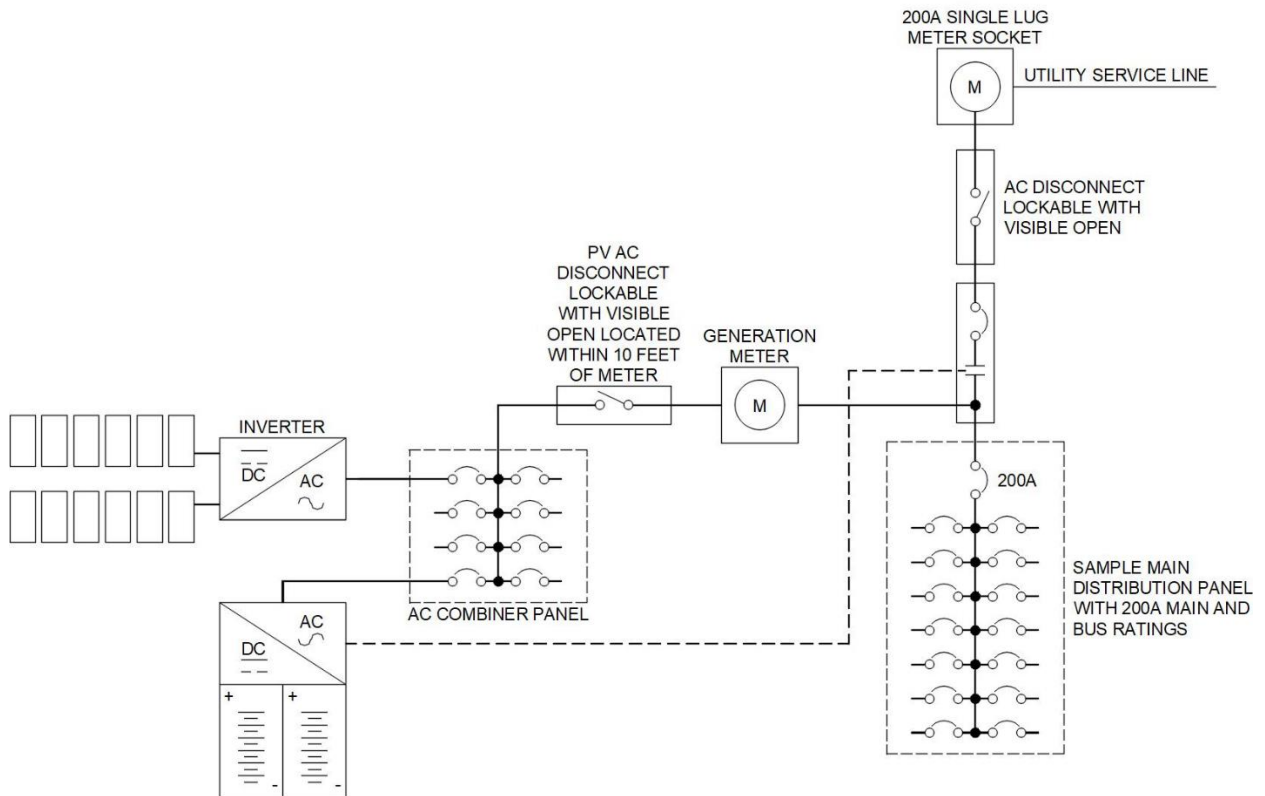 200A SINGLE LUG
METER SOCKET
M
UTILITY SERVICE LINE
AC DISCONNECT
LOCKABLE WITH
VISIBLE OPEN
PV AC
DISCONNECT
LOCKABLE
WITH VISIBLE
OPEN LOCATED
WITHIN 10 FEET
OF METER
GENERATION
METER
M
INVERTER
DC
AC
AC COMBINER PANEL
200A
SAMPLE MAIN
DISTRIBUTION PANEL
WITH 200A MAIN AND
BUS RATINGS
AC
DC
+ +
- -